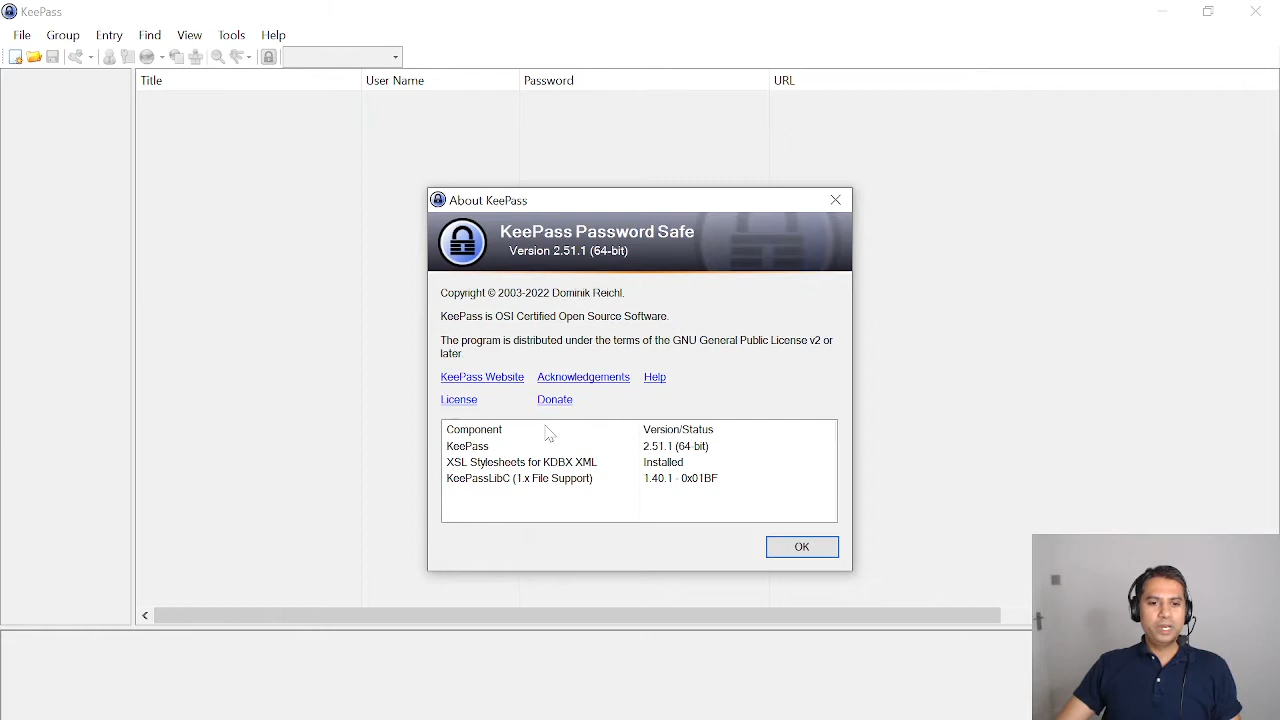 KeePass
File Group Entry Find View Tools Help
Title User Name Password URL
About KeePass
KeePass Password Safe
Version 2.51.1 (64-bit)
Copyright © 2003-2022 Dominik Reichl.
KeePass is OSI Certified Open Source Software.
The program is distributed under the terms of the GNU General Public License v2 or
later.
KeePass Website Acknowledgements Help
License Donate
Component Version/Status
KeePass 2.51.1 (64-bit)
XSL Stylesheets for KDBX XML Installed
KeePassLibC (1.x File Support) 1.40.1 - 0x01BF
OK